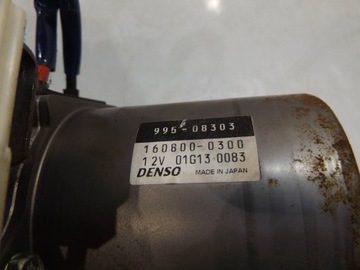 995-08303
160800-0300
12V 01G13 0083
DENSO MADE IN JAPAN